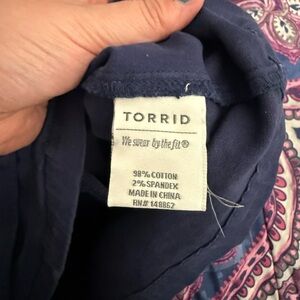 TORRID
We swear by the fit®
98% COTTON
2% SPANDEX
MADE IN CHINA
RN# 148862